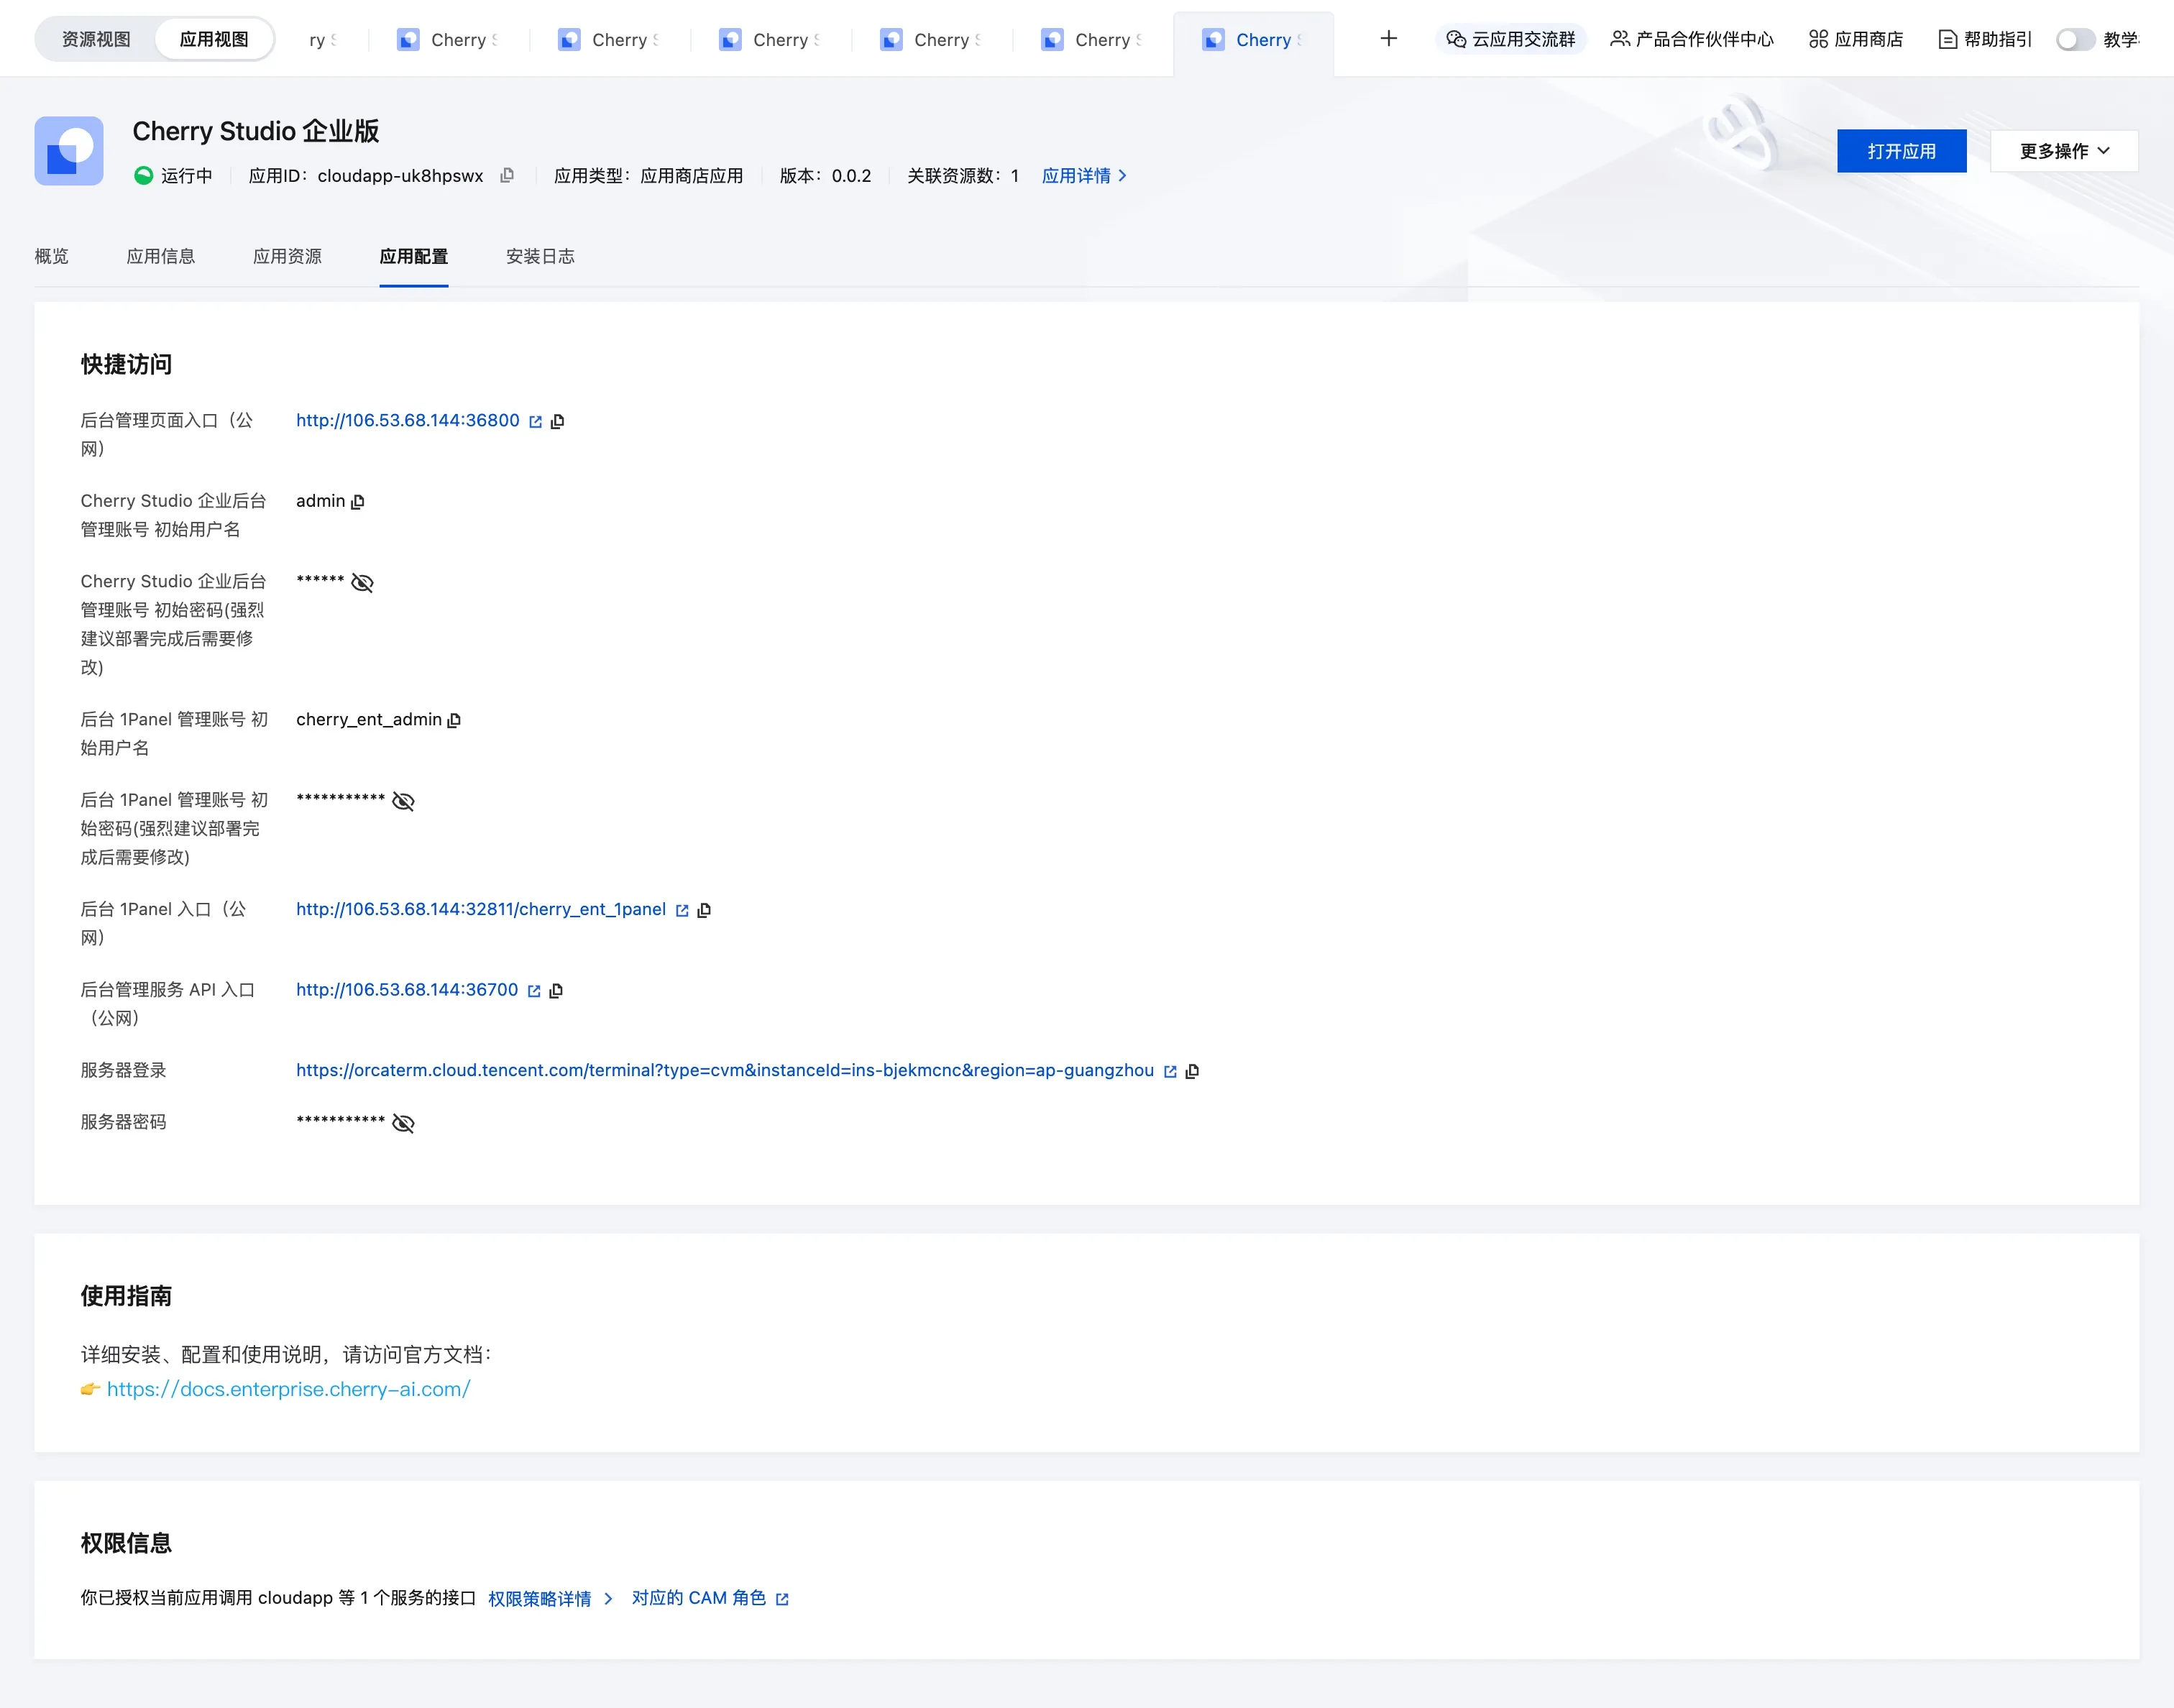 资源视图 应用视图 ry Cherry Cherry Cherry Cherry Cherry Cherry + 云应用交流群 产品合作伙伴中心 应用商店 帮助指引 教学
Cherry Studio 企业版
运行中 应用ID：cloudapp-uk8hpswx 应用类型：应用商店应用 版本：0.0.2 关联资源数：1 应用详情
打开应用 更多操作
概览 应用信息 应用资源 应用配置 安装日志
快捷访问
后台管理页面入口（公 http://106.53.68.144:36800
网）
Cherry Studio 企业后台 admin
管理账号 初始用户名
Cherry Studio 企业后台 ******
管理账号 初始密码(强烈
建议部署完成后需要修
改)
后台 1Panel 管理账号 初 cherry_ent_admin
始用户名
后台 1Panel 管理账号 初 ***********
始密码(强烈建议部署完
成后需要修改)
后台 1Panel 入口（公 http://106.53.68.144:32811/cherry_ent_1panel
网）
后台管理服务 API 入口 http://106.53.68.144:36700
（公网）
服务器登录 https://orcaterm.cloud.tencent.com/terminal?type=cvm&instanceId=ins-bjekmcnc&region=ap-guangzhou
服务器密码 ***********
使用指南
详细安装、配置和使用说明，请访问官方文档：
👉 https://docs.enterprise.cherry-ai.com/
权限信息
你已授权当前应用调用 cloudapp 等 1 个服务的接口 权限策略详情 对应的 CAM 角色